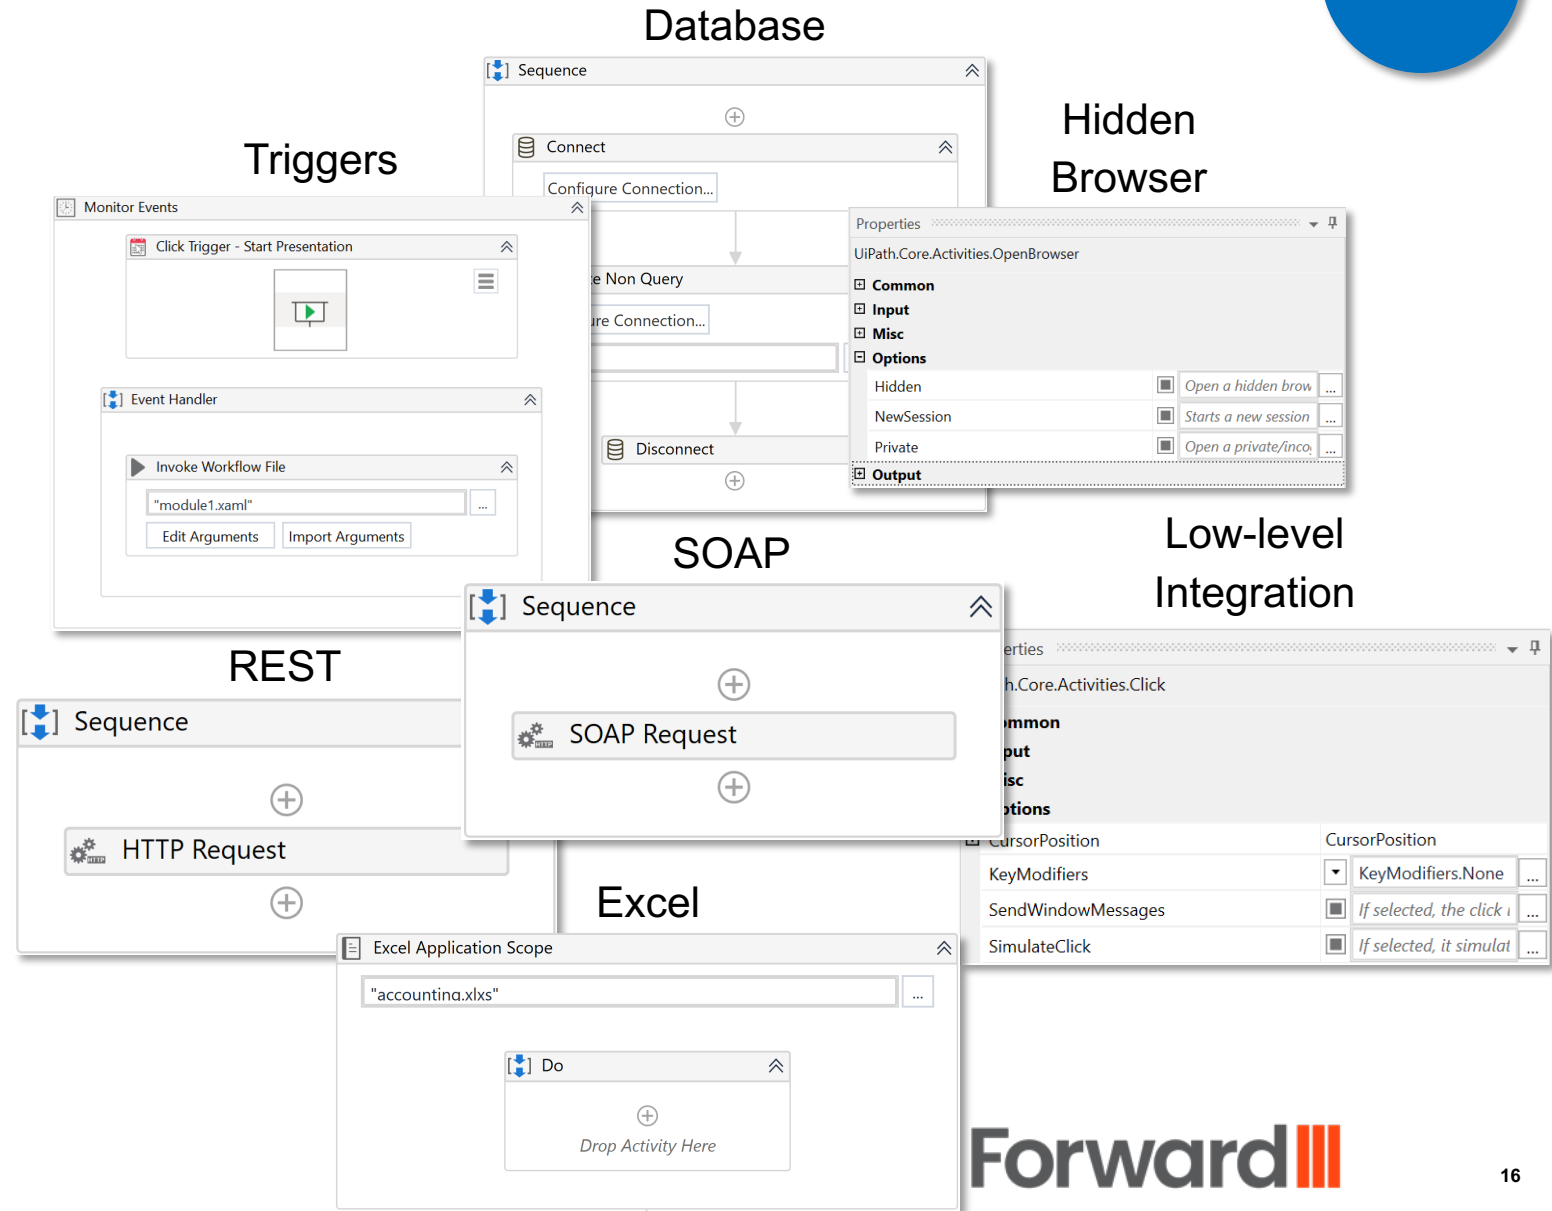 Database
Sequence
Connect
Configure Connection...
Non Query
Connection...
Disconnect
Triggers
Monitor Events
Click Trigger - Start Presentation
Event Handler
Invoke Workflow File
"module1.xaml"
...
Edit Arguments
Import Arguments
Hidden
Browser
Properties
UiPath.Core.Activities.OpenBrowser
Common
Input
Misc
Options
Hidden
Open a hidden brow
...
NewSession
Starts a new session
...
Private
Open a private/inco
...
Output
SOAP
Sequence
SOAP Request
Low-level
Integration
erties
h.Core.Activities.Click
mmon
put
isc
tions
CursorPosition
CursorPosition
KeyModifiers
KeyModifiers.None
...
SendWindowMessages
If selected, the click
...
SimulateClick
If selected, it simulat
...
REST
Sequence
HTTP Request
HTTP
Excel
Excel Application Scope
"accounting.xlxs"
...
Do
Drop Activity Here
Forward
16